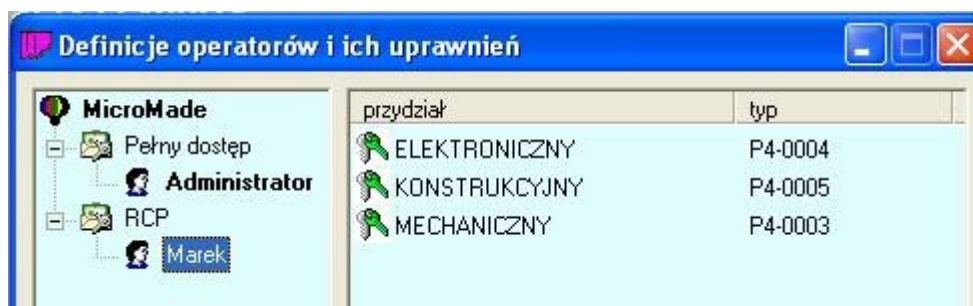 Definicje operatorów i ich uprawnień
MicroMade
Pełny dostęp
Administrator
RCP
Marek
przydział typ
ELEKTRONICZNY P4-0004
KONSTRUKCYJNY P4-0005
MECHANICZNY P4-0003